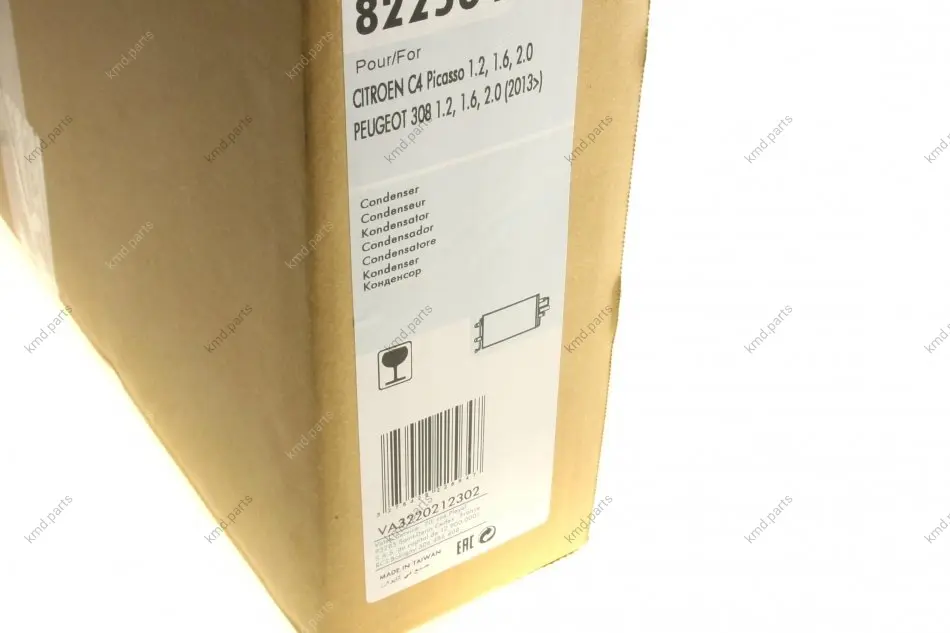 Pour/For
CITROEN C4 Picasso 1.2, 1.6, 2.0
PEUGEOT 308 1.2, 1.6, 2.0 (2013>)
Condenser
Condenseur
Kondensator
Condensador
Condensatore
Kondenser
Конденсор
VA3220212302
EAC
MADE IN TAIWAN
kmd.parts